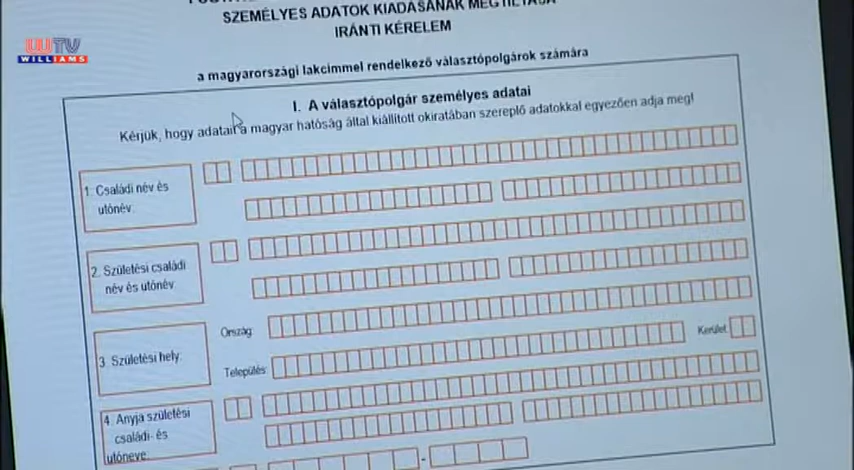 WTV
WILLIAMS
SZEMÉLYES ADATOK KIADÁSÁNAK MEGTILTÁSA
IRÁNTI KÉRELEM
a magyarországi lakcímmel rendelkező választópolgárok számára
I. A választópolgár személyes adatai
Kérjük, hogy adatait a magyar hatóság által kiállított okiratában szereplő adatokkal egyezően adja meg!
1. Családi név és
utónév:
2. Születési családi
név és utónév:
3. Születési hely:
Ország:
Település:
Kerület:
4. Anyja születési
családi- és
utóneve:
-